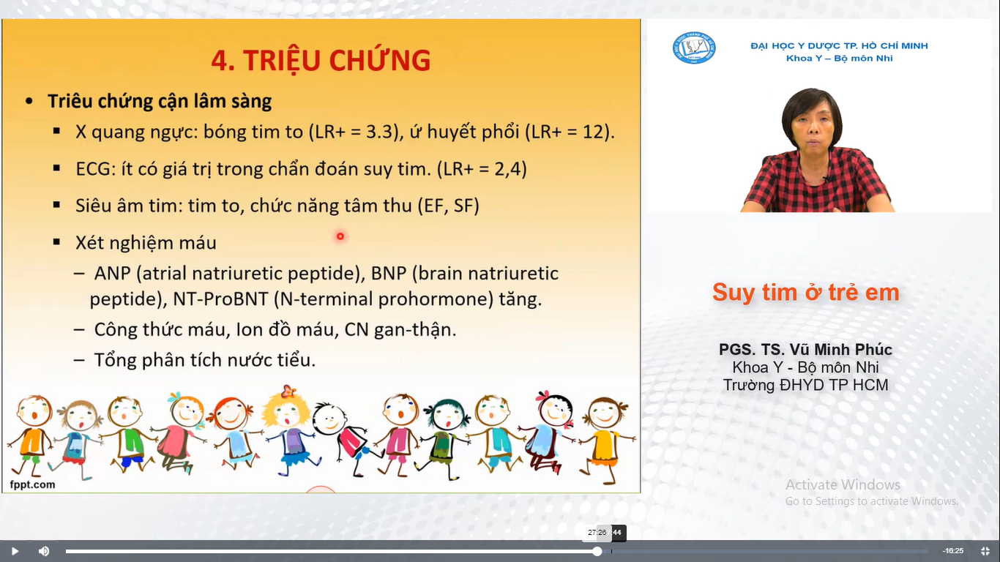 4. TRIỆU CHỨNG
• Triêu chứng cận lâm sàng
▪ X quang ngực: bóng tim to (LR+ = 3.3), ứ huyết phổi (LR+ = 12).
▪ ECG: ít có giá trị trong chẩn đoán suy tim. (LR+ = 2,4)
▪ Siêu âm tim: tim to, chức năng tâm thu (EF, SF)
▪ Xét nghiệm máu
– ANP (atrial natriuretic peptide), BNP (brain natriuretic
peptide), NT-ProBNT (N-terminal prohormone) tăng.
– Công thức máu, Ion đồ máu, CN gan-thận.
– Tổng phân tích nước tiểu.
fppt.com
ĐẠI HỌC Y DƯỢC TP. HỒ CHÍ MINH
Khoa Y – Bộ môn Nhi
Suy tim ở trẻ em
PGS. TS. Vũ Minh Phúc
Khoa Y - Bộ môn Nhi
Trường ĐHYD TP HCM
Activate Windows
Go to Settings to activate Windows.
27:26
:44
-16:25